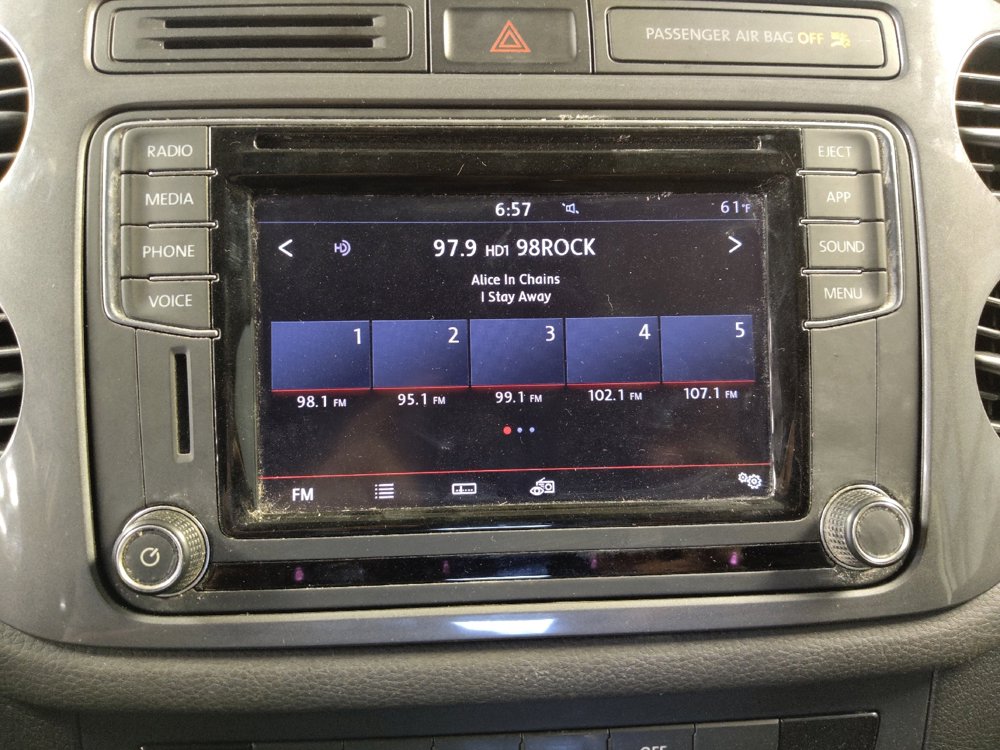 PASSENGER AIR BAG OFF
RADIO
MEDIA
PHONE
VOICE
EJECT
APP
SOUND
MENU
6:57 61°F
< HD 97.9 HD1 98ROCK >
Alice In Chains
I Stay Away
1 2 3 4 5
98.1 FM 95.1 FM 99.1 FM 102.1 FM 107.1 FM
FM
OFF